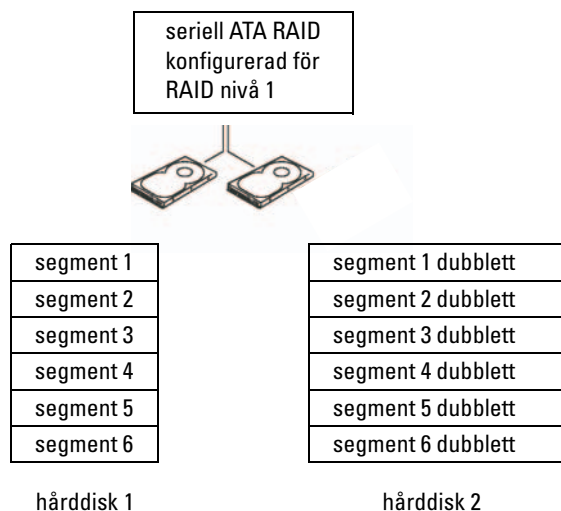 seriell ATA RAID
konfigurerad för
RAID nivå 1
segment 1
segment 1 dubblett
segment 2
segment 2 dubblett
segment 3
segment 3 dubblett
segment 4
segment 4 dubblett
segment 5
segment 5 dubblett
segment 6
segment 6 dubblett
hårddisk 1
hårddisk 2